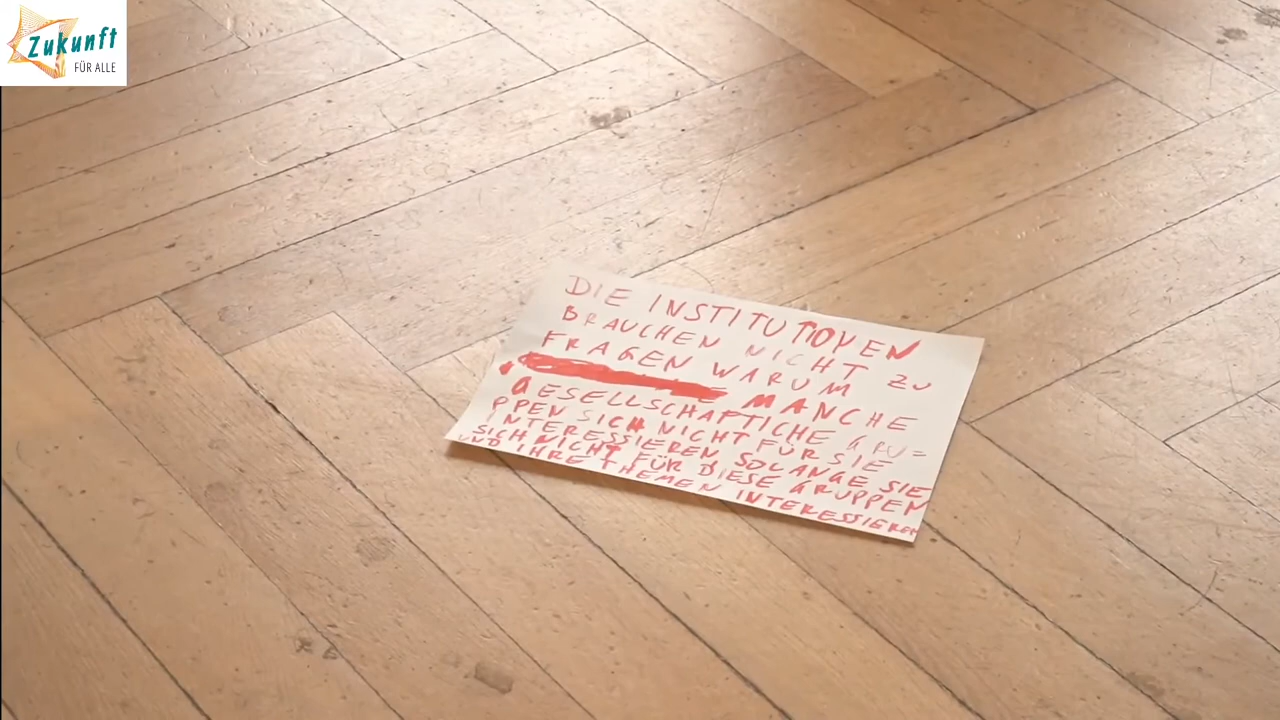 Zukunft
FÜR ALLE
DIE INSTITUTIONEN
BRAUCHEN NICHT ZU
FRAGEN WARUM
MANCHE
GESELLSCHAFTICHE GRU=
PPEN SICH NICHT FÜR SIE
INTERESSIEREN, SOLANGE SIE
SICH NICHT FÜR DIESE GRUPPEN
UND IHRE THEMEN INTERESSIEREN